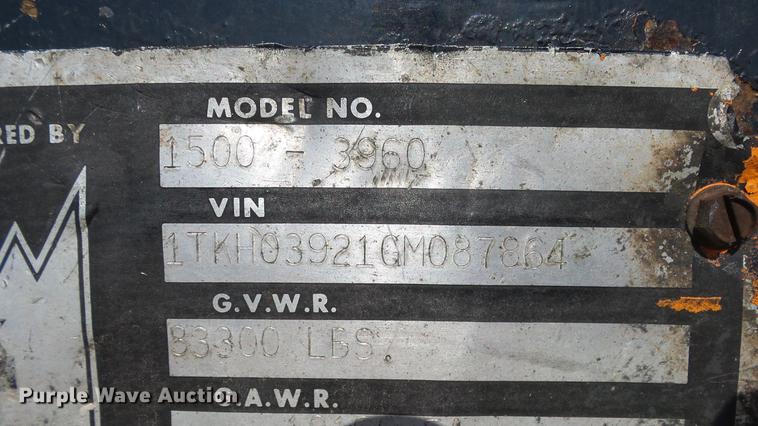 MODEL NO.
RED BY
1500 - 3960
VIN
1TKH03921GM087864
G.V.W.R.
83300 LBS.
G.A.W.R.
Purple Wave Auction